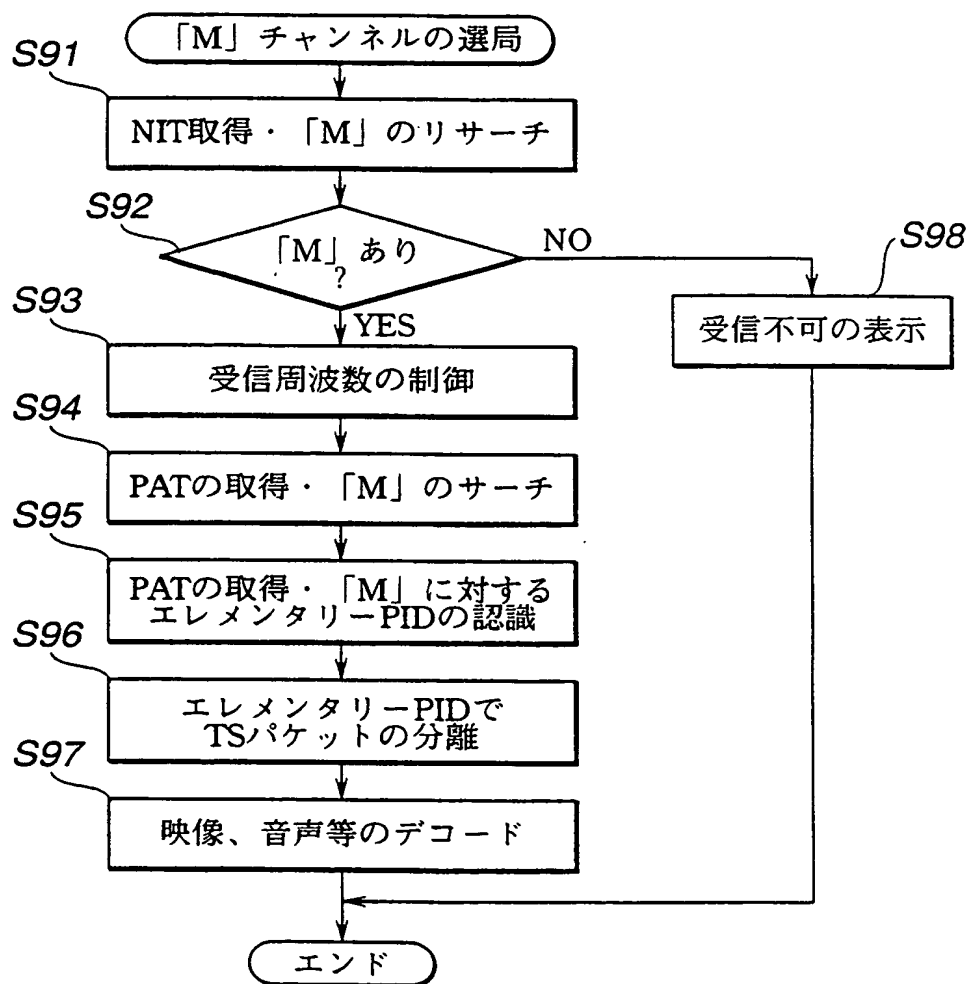 「M」チャンネルの選局
S91
NIT取得・「M」のリサーチ
S92
「M」あり
?
NO
S98
受信不可の表示
YES
S93
受信周波数の制御
S94
PATの取得・「M」のサーチ
S95
PATの取得・「M」に対する
エレメンタリーPIDの認識
S96
エレメンタリーPIDで
TSパケットの分離
S97
映像、音声等のデコード
エンド